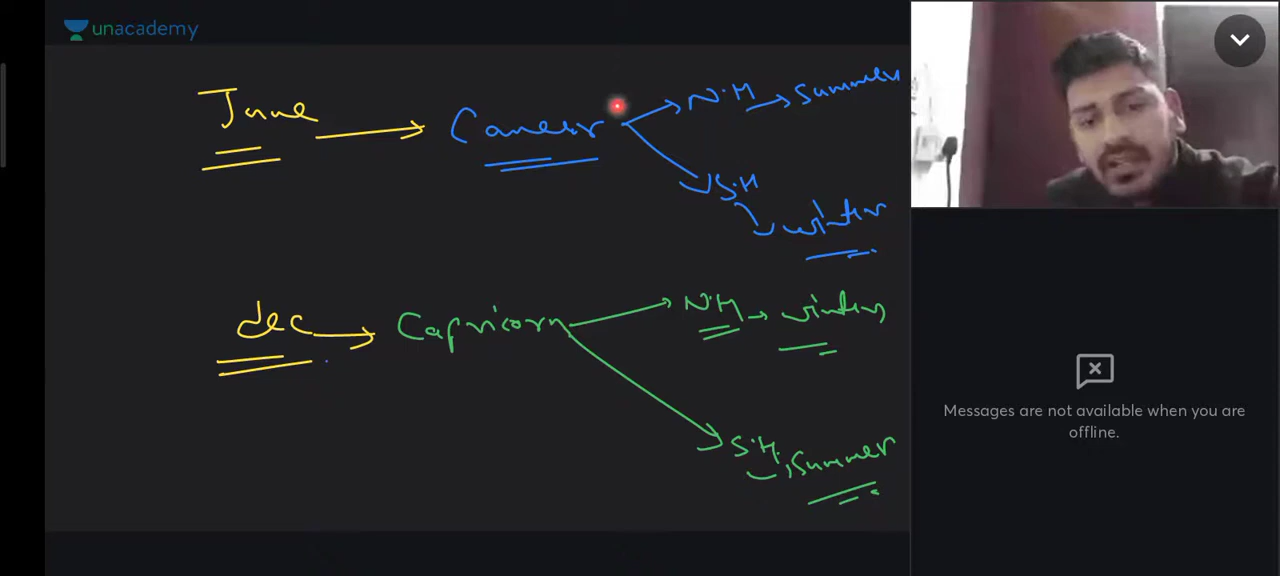 unacademy
June → Cancer → N.H → Summer
S.H
winter
dec → Capricorn → N.H → winter
S.H. Summer
Messages are not available when you are
offline.